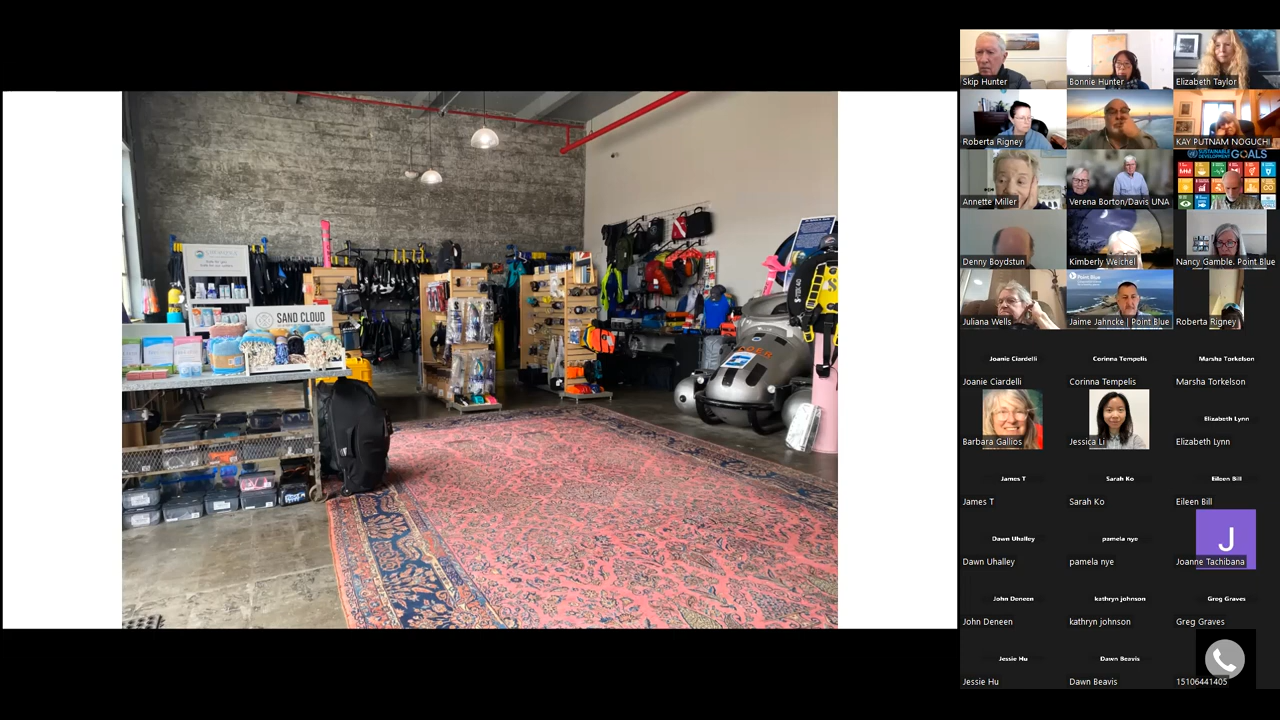 SAND CLOUD
Skip Hunter
Bonnie Hunter
Elizabeth Taylor
Roberta Rigney
KAY PUTNAM NOGUCHI
Annette Miller
Verena Borton/Davis UNA
SUSTAINABLE
DEVELOPMENT
GOALS
Denny Boydstun
Kimberly Weichel
Nancy Gamble. Point Blue
Juliana Wells
Point Blue
Jaime Jahncke | Point Blue
Roberta Rigney
Joanie Ciardelli
Corinna Tempelis
Marsha Torkelson
Joanie Ciardelli
Corinna Tempelis
Marsha Torkelson
Elizabeth Lynn
Barbara Gallios
Jessica Li
Elizabeth Lynn
James T
Sarah Ko
Eileen Bill
James T
Sarah Ko
Eileen Bill
Dawn Uhalley
pamela nye
J
Dawn Uhalley
pamela nye
Joanne Tachibana
John Deneen
kathryn johnson
Greg Graves
John Deneen
kathryn johnson
Greg Graves
Jessie Hu
Dawn Beavis
Jessie Hu
Dawn Beavis
15106441405